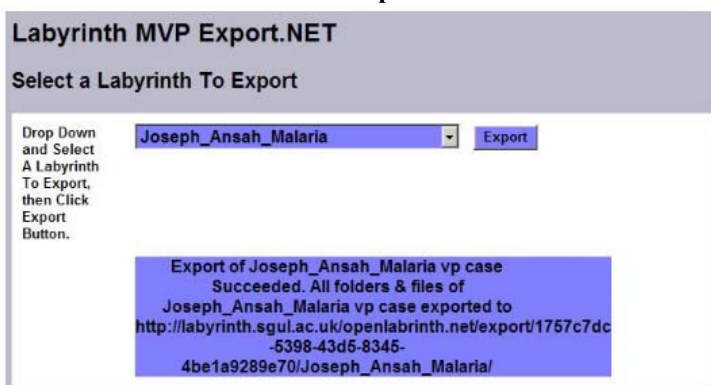 Labyrinth MVP Export.NET
Select a Labyrinth To Export
Drop Down
and Select
A Labyrinth
To Export,
then Click
Export
Button.
Joseph_Ansah_Malaria
Export
Export of Joseph_Ansah_Malaria vp case
Succeeded. All folders & files of
Joseph_Ansah_Malaria vp case exported to
http://labyrinth.sgul.ac.uk/openlabrinth.net/export/1757c7dc
-5398-43d5-8345-
4be1a9289e70/Joseph_Ansah_Malaria/